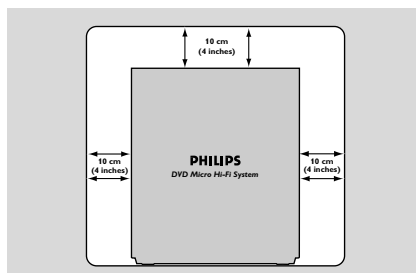 10 cm
(4 inches)
10 cm
(4 inches)
PHILIPS
DVD Micro Hi-Fi System
10 cm
(4 inches)